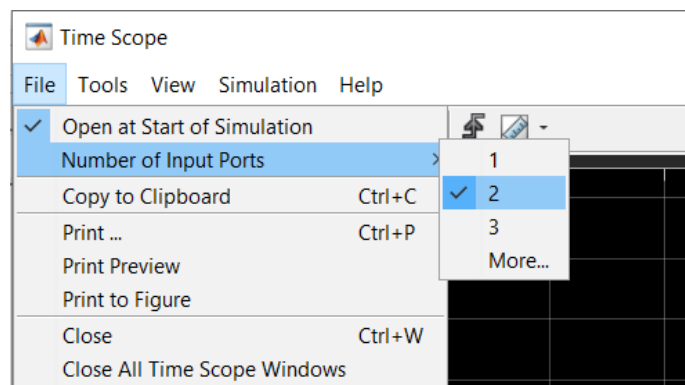 Time Scope
File Tools View Simulation Help
Open at Start of Simulation
Number of Input Ports
1
2
3
More...
Copy to Clipboard Ctrl+C
Print ... Ctrl+P
Print Preview
Print to Figure
Close Ctrl+W
Close All Time Scope Windows